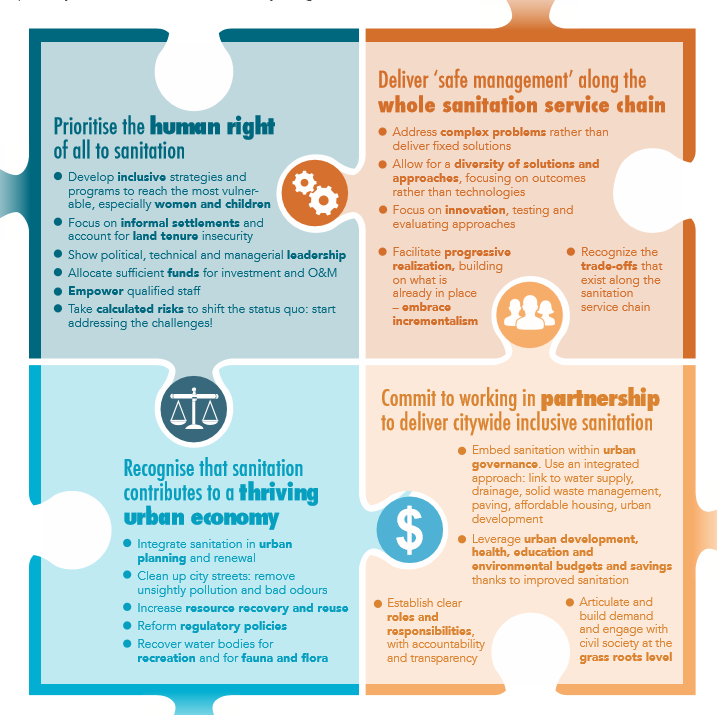 Prioritise the human right
of all to sanitation
Develop inclusive strategies and
programs to reach the most vulner-
able, especially women and children
Focus on informal settlements and
account for land tenure insecurity
Show political, technical and managerial leadership
Allocate sufficient funds for investment and O&M
Empower qualified staff
Take calculated risks to shift the status quo: start
addressing the challenges!
Deliver ‘safe management’ along the
whole sanitation service chain
Address complex problems rather than
deliver fixed solutions
Allow for a diversity of solutions and
approaches, focusing on outcomes
rather than technologies
Focus on innovation, testing and
evaluating approaches
Facilitate progressive
realization, building
on what is
already in place
– embrace
incrementalism
Recognize the
trade-offs that
exist along the
sanitation
service chain
Recognise that sanitation
contributes to a thriving
urban economy
Integrate sanitation in urban
planning and renewal
Clean up city streets: remove
unsightly pollution and bad odours
Increase resource recovery and reuse
Reform regulatory policies
Recover water bodies for
recreation and for fauna and flora
Commit to working in partnership
to deliver citywide inclusive sanitation
Embed sanitation within urban
governance. Use an integrated
approach: link to water supply,
drainage, solid waste management,
paving, affordable housing, urban
development
Leverage urban development,
health, education and
environmental budgets and savings
thanks to improved sanitation
Establish clear
roles and
responsibilities,
with accountability
and transparency
Articulate and
build demand
and engage with
civil society at the
grass roots level
$